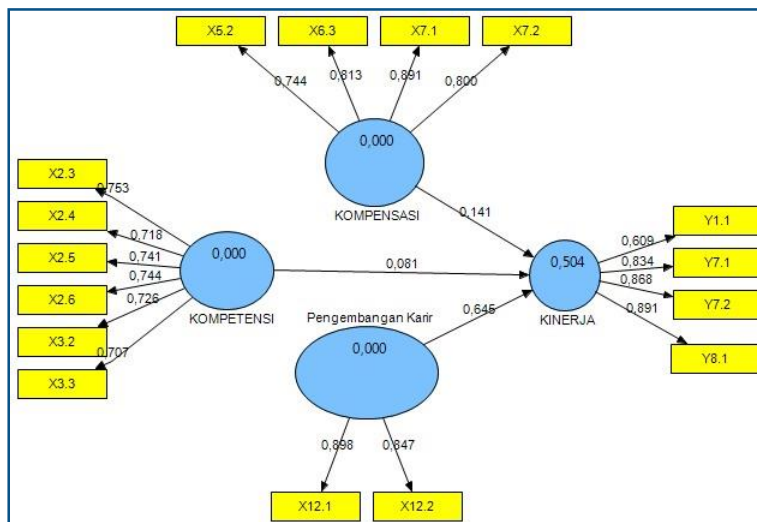 X5.2 X6.3 X7.1 X7.2
0,744 0,813 0,891 0,800
0,000
KOMPENSASI
0,141
X2.3
X2.4
X2.5
X2.6
X3.2
X3.3
0,753
0,718
0,741
0,744
0,726
0,707
0,000
KOMPETENSI
0,081
Pengembangan Karir
0,000
0,645
0,898 0,847
X12.1 X12.2
0,504
KINERJA
0,609
0,834
0,868
0,891
Y1.1
Y7.1
Y7.2
Y8.1